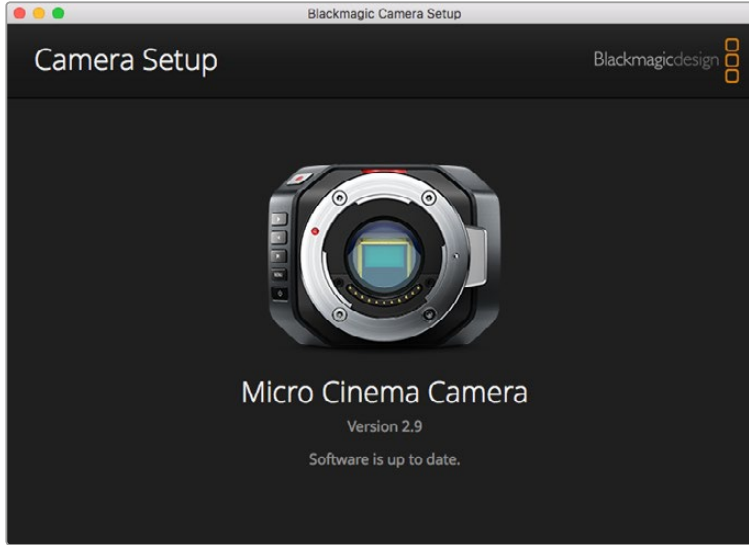 Blackmagic Camera Setup
Camera Setup
Blackmagicdesign
Micro Cinema Camera
Version 2.9
Software is up to date.